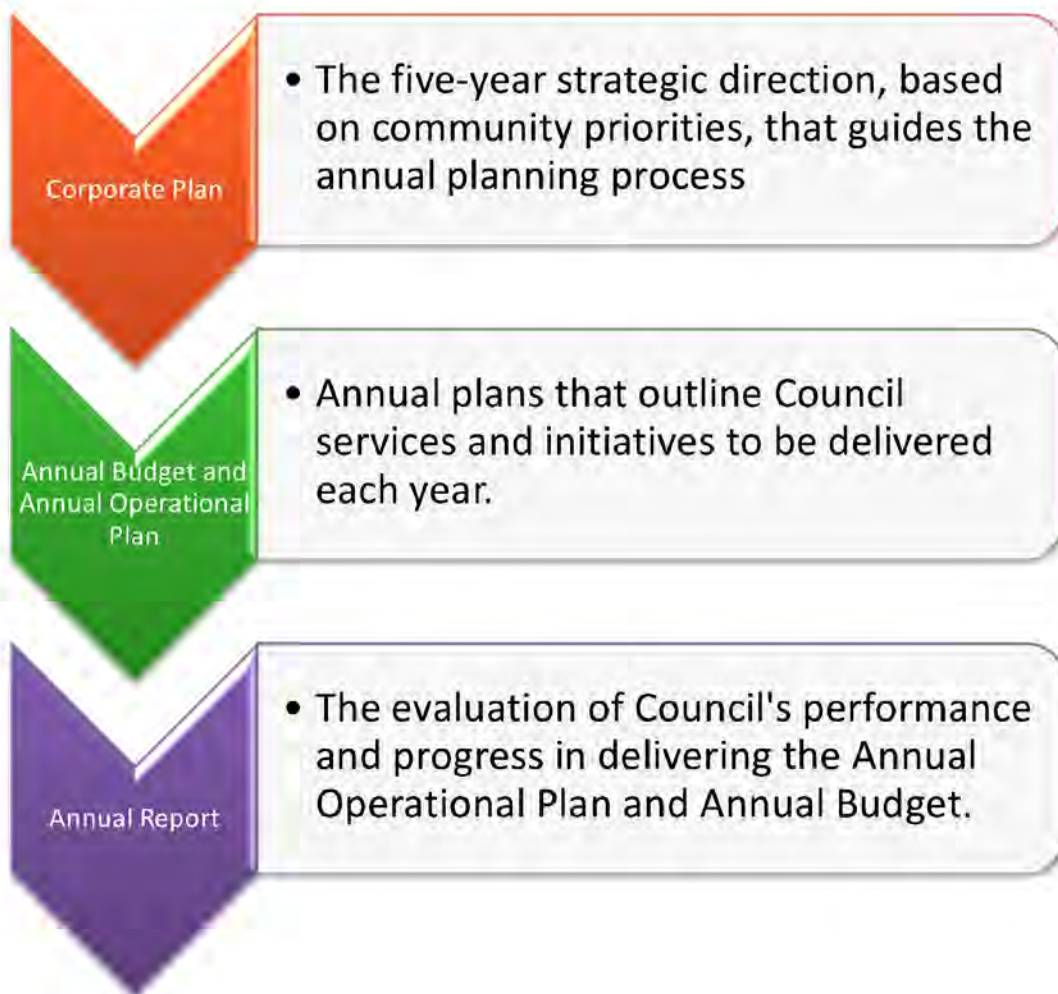 Corporate Plan
• The five-year strategic direction, based
on community priorities, that guides the
annual planning process
Annual Budget and
Annual Operational
Plan
• Annual plans that outline Council
services and initiatives to be delivered
each year.
Annual Report
• The evaluation of Council's performance
and progress in delivering the Annual
Operational Plan and Annual Budget.